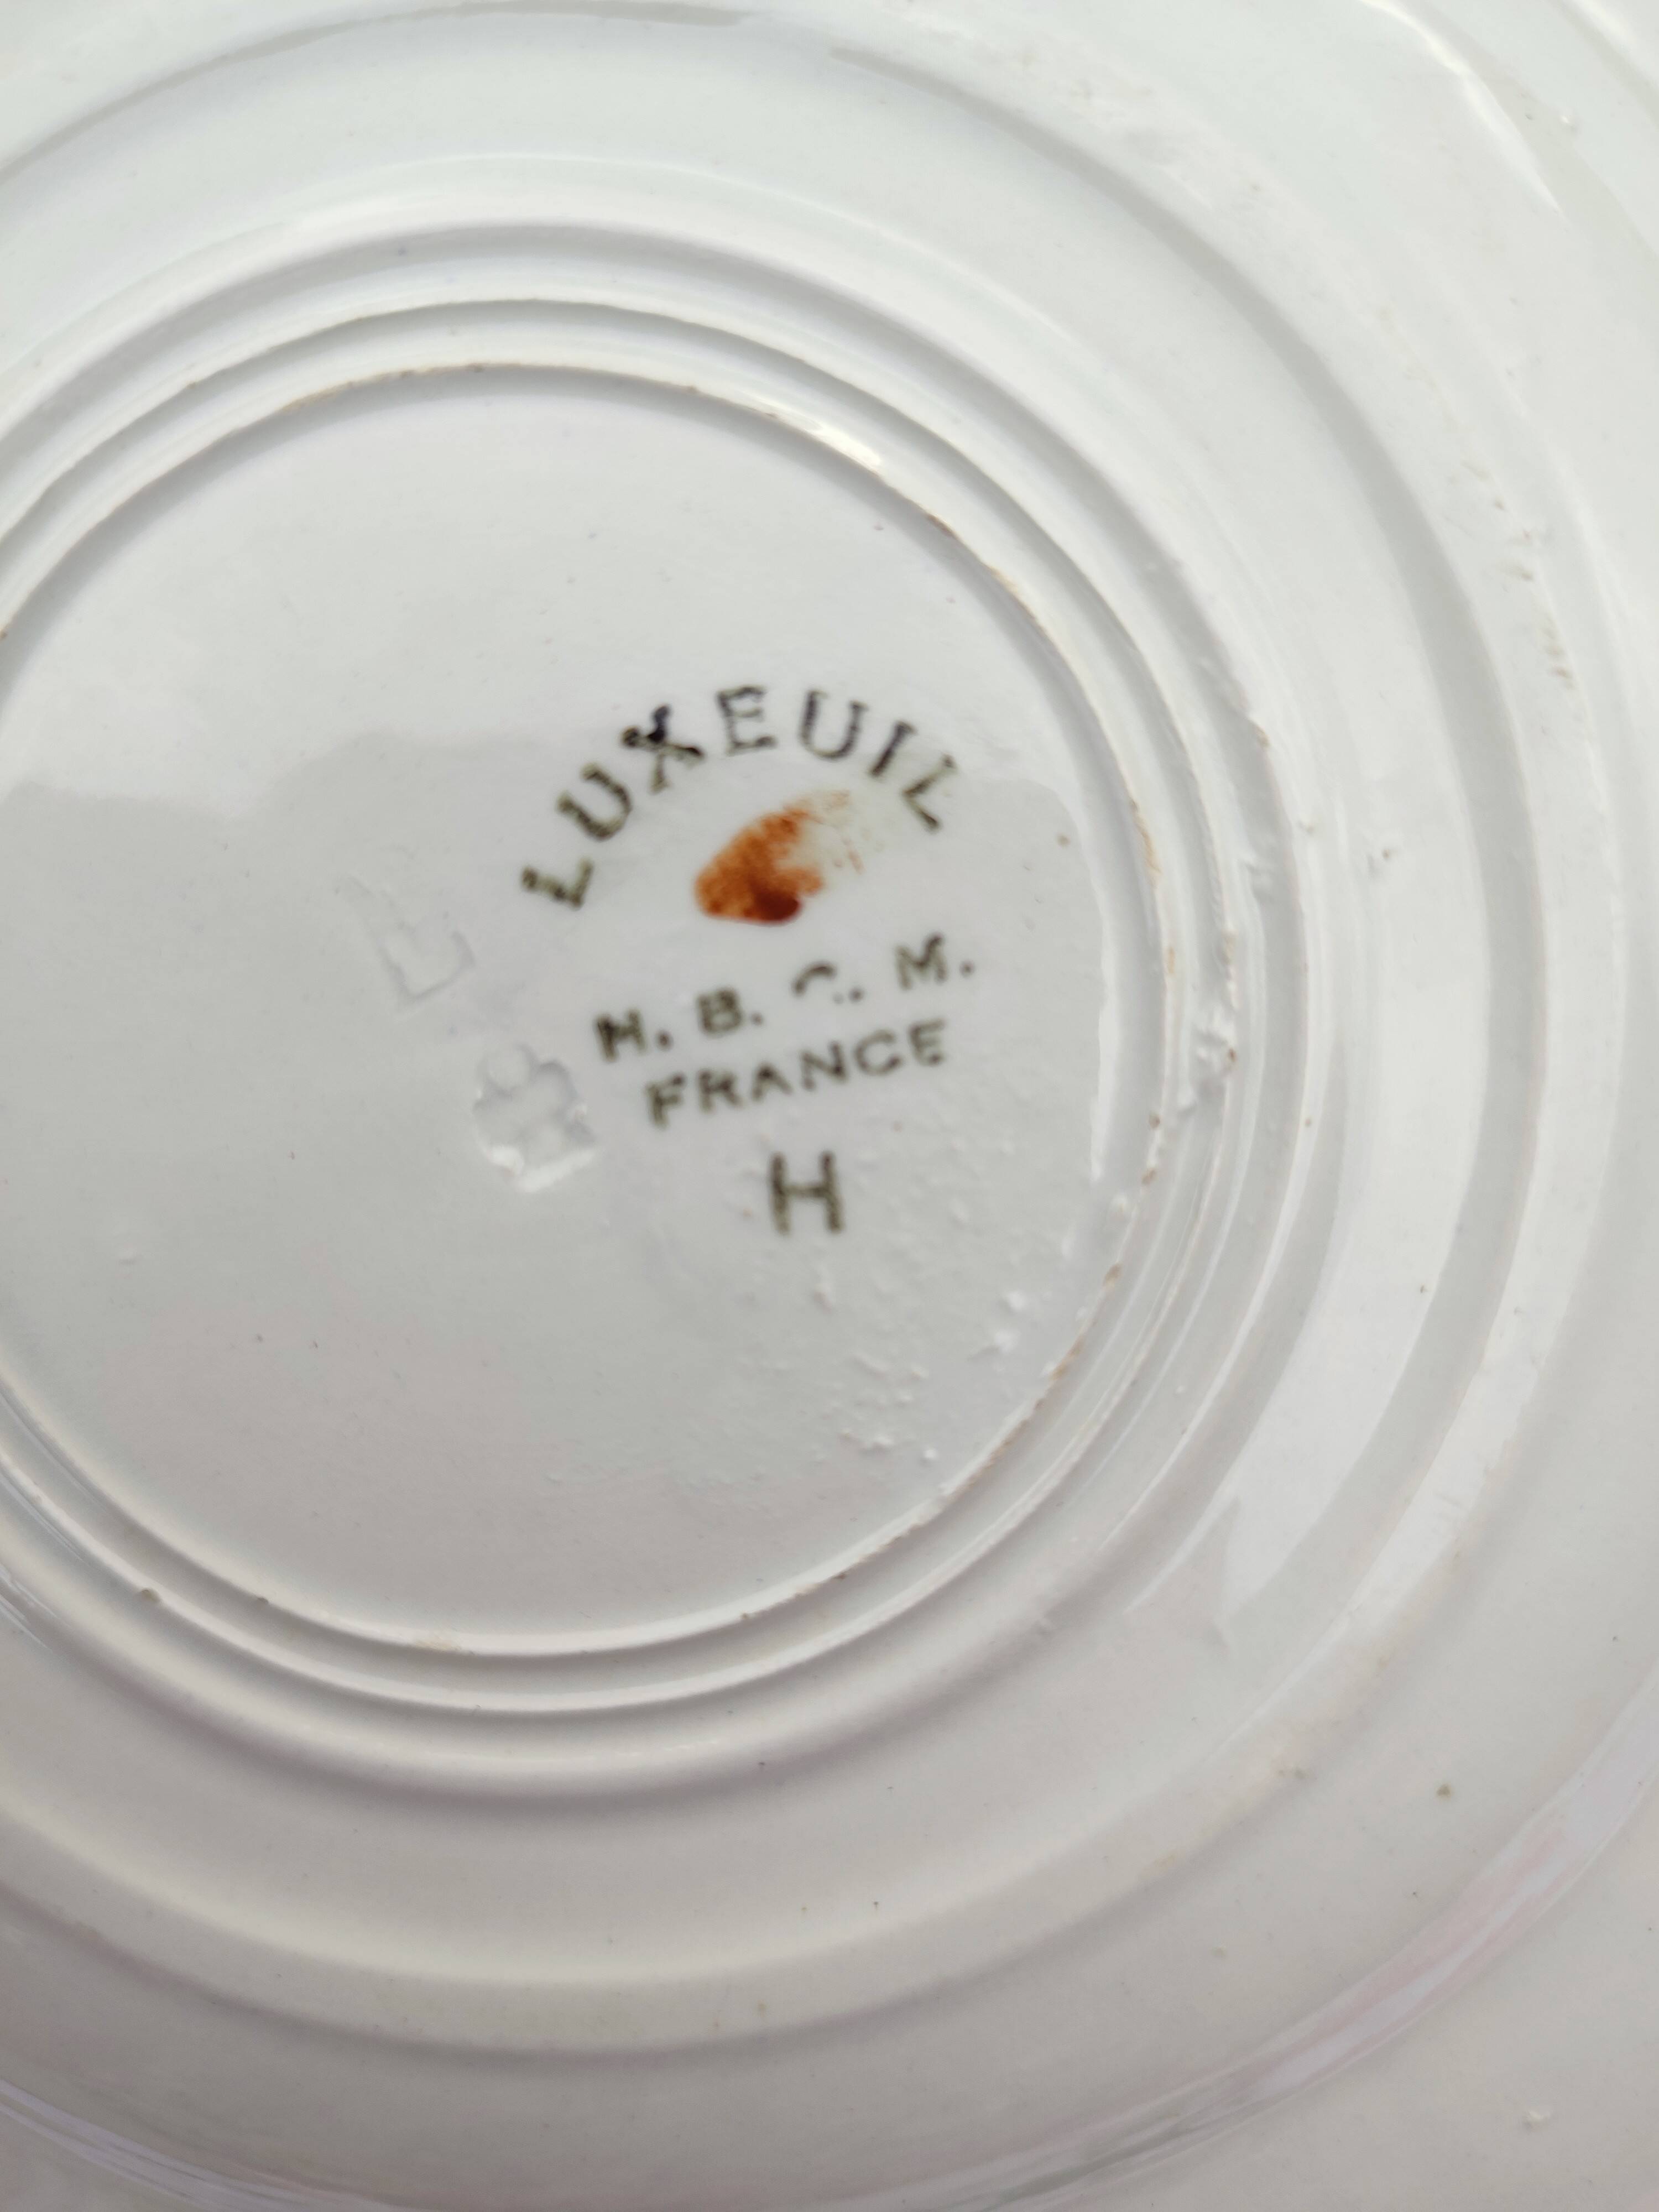 LUXEUIL
H. B. C. M.
FRANCE
H